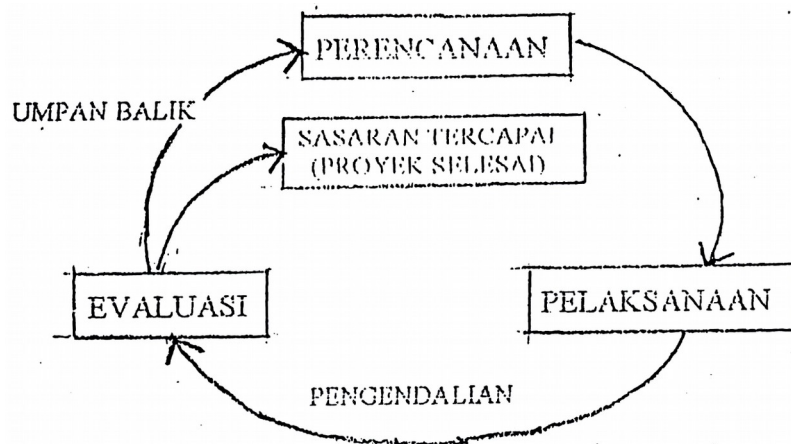 PERENCANAAN
UMPAN BALIK
SASARAN TERCAPAI
(PROYEK SELESAI)
EVALUASI
PELAKSANAAN
PENGENDALIAN